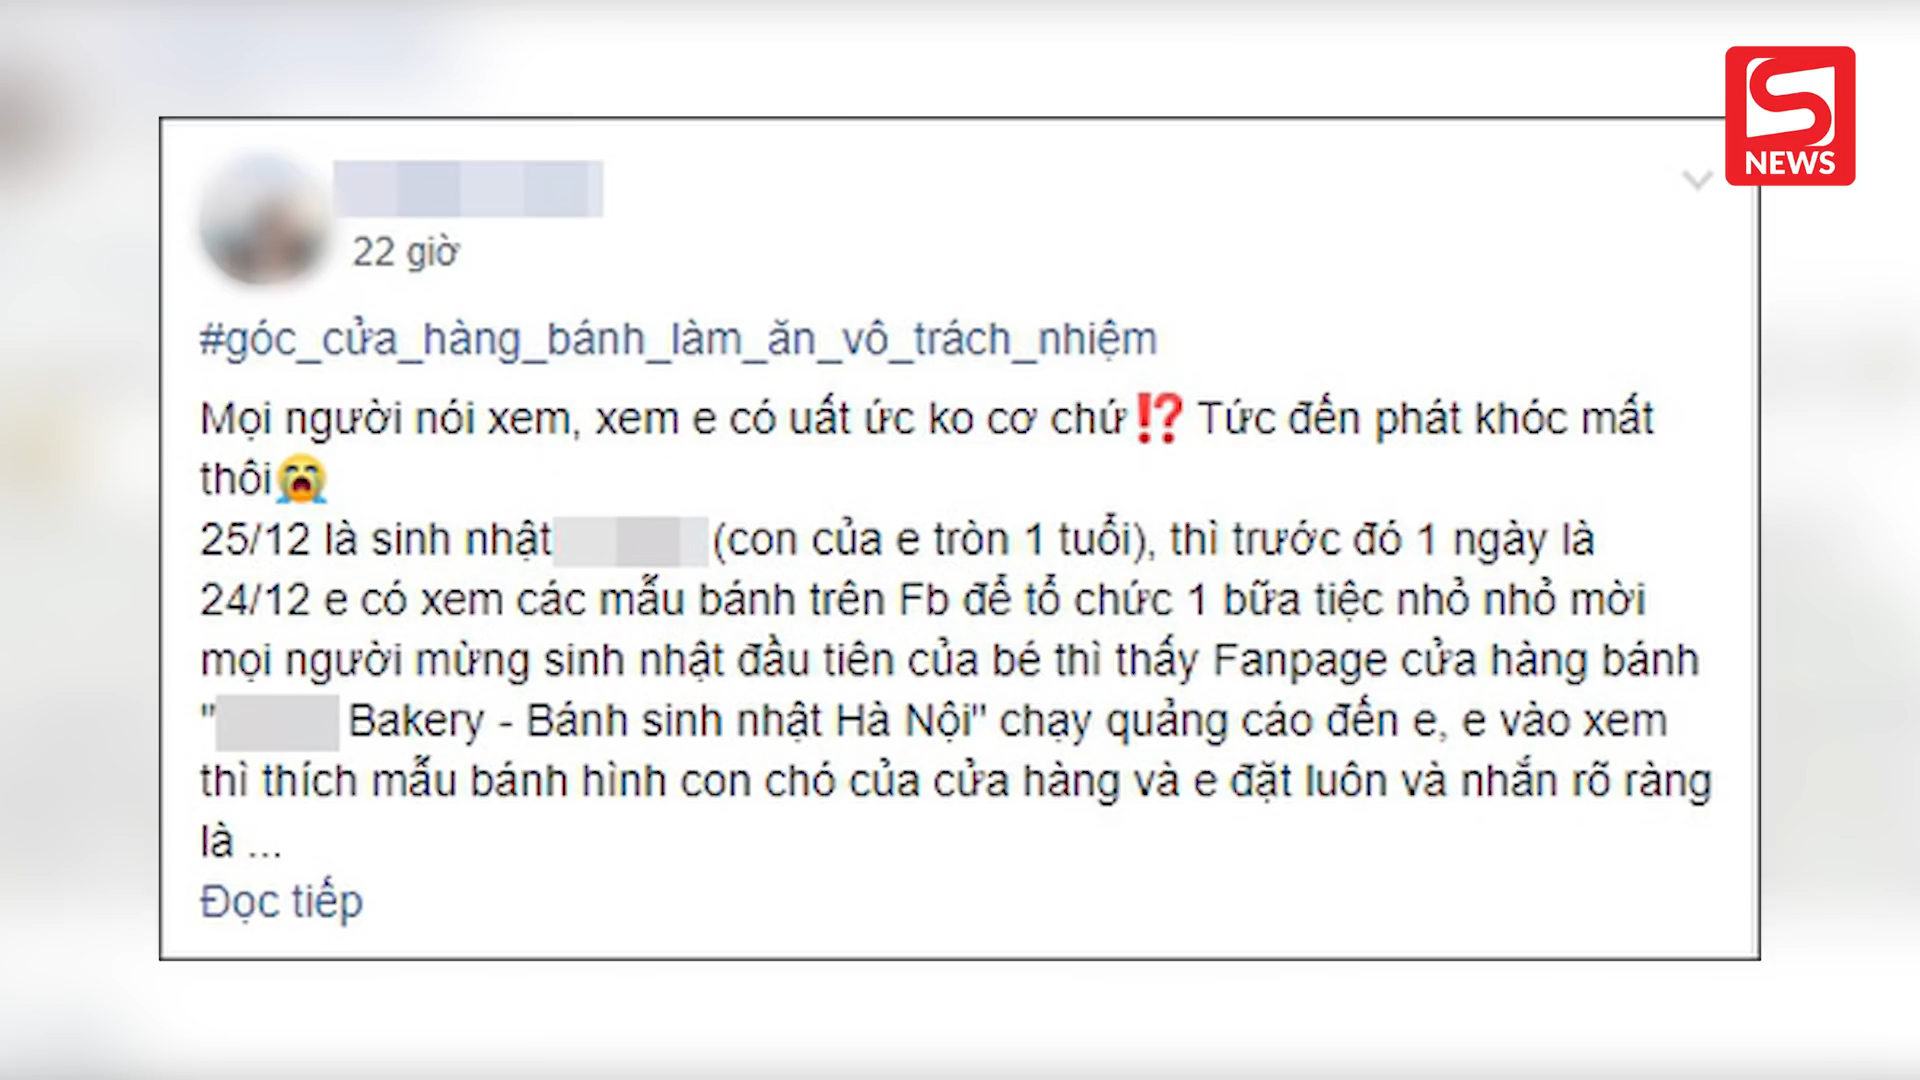 S
NEWS
22 giờ
#góc_cửa_hàng_bánh_làm_ăn_vô_trách_nhiệm
Mọi người nói xem, xem e có uất ức ko cơ chứ⁉️ Tức đến phát khóc mất
thôi😭
25/12 là sinh nhật (con của e tròn 1 tuổi), thì trước đó 1 ngày là
24/12 e có xem các mẫu bánh trên Fb để tổ chức 1 bữa tiệc nhỏ nhỏ mời
mọi người mừng sinh nhật đầu tiên của bé thì thấy Fanpage cửa hàng bánh
" Bakery - Bánh sinh nhật Hà Nội" chạy quảng cáo đến e, e vào xem
thì thích mẫu bánh hình con chó của cửa hàng và e đặt luôn và nhắn rõ ràng
là ...
Đọc tiếp